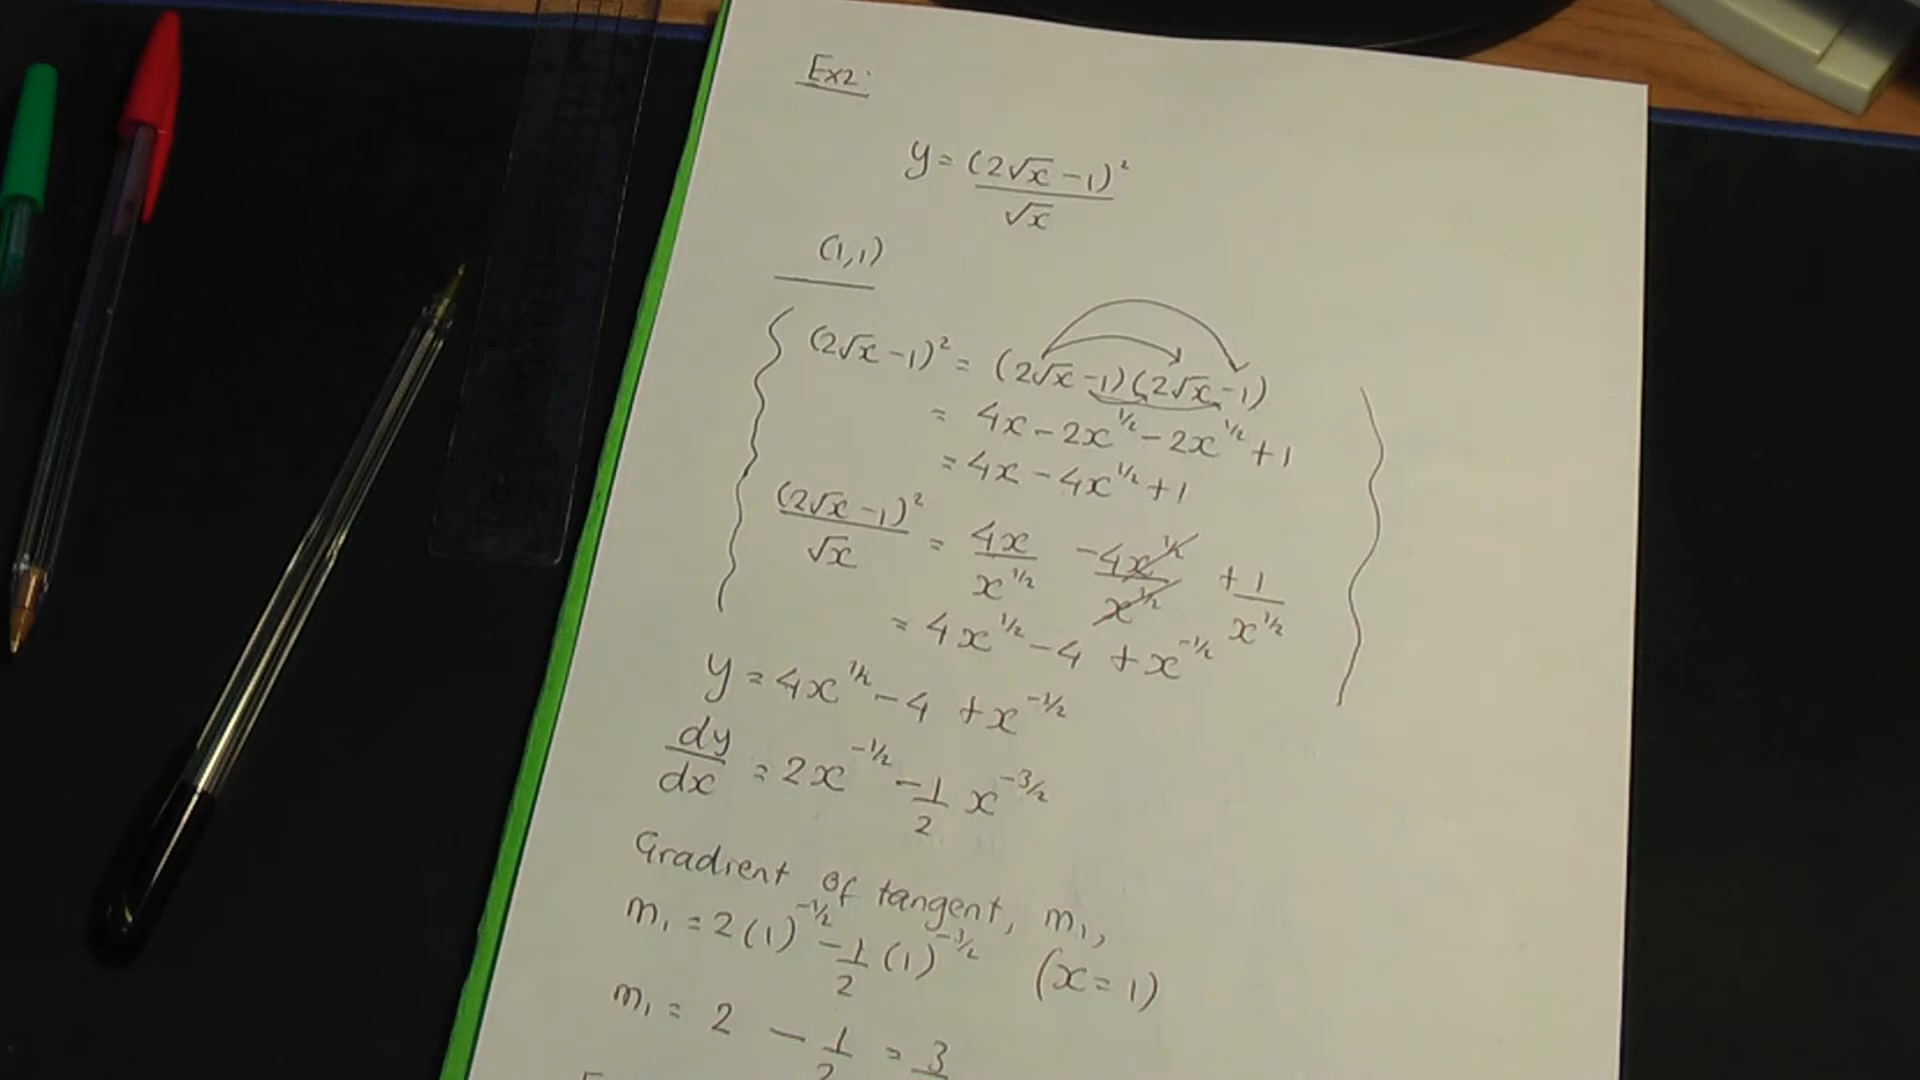 Ex2:
y = (2√x - 1)² / √x
(1,1)
(2√x - 1)² = (2√x - 1)(2√x - 1)
= 4x - 2x^1/2 - 2x^1/2 + 1
= 4x - 4x^1/2 + 1
(2√x - 1)² / √x = 4x / x^1/2 - 4x^1/2 / x^1/2 + 1 / x^1/2
= 4x^1/2 - 4 + x^-1/2
y = 4x^1/2 - 4 + x^-1/2
dy/dx = 2x^-1/2 - 1/2 x^-3/2
Gradient of tangent, m₁,
m₁ = 2(1)^-1/2 - 1/2 (1)^-3/2 (x = 1)
m₁ = 2 - 1/2 = 3